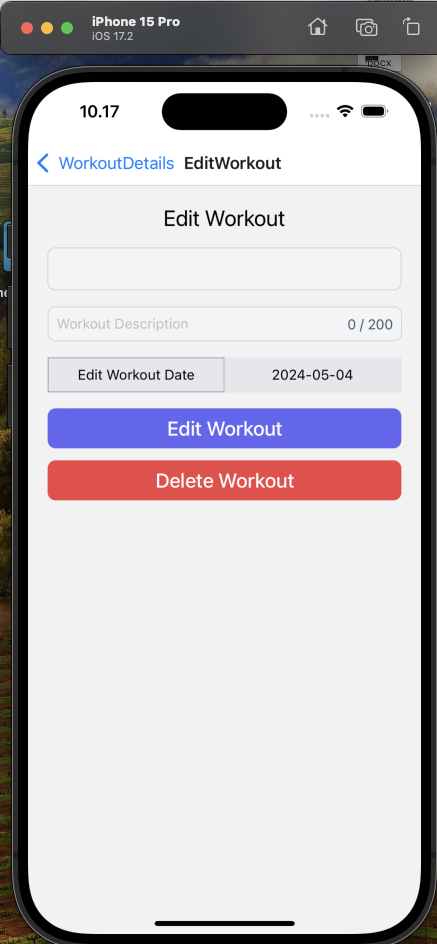 iPhone 15 Pro
iOS 17.2
DOCX
10.17
WorkoutDetails EditWorkout
Edit Workout
Workout Description 0 / 200
Edit Workout Date 2024-05-04
Edit Workout
Delete Workout